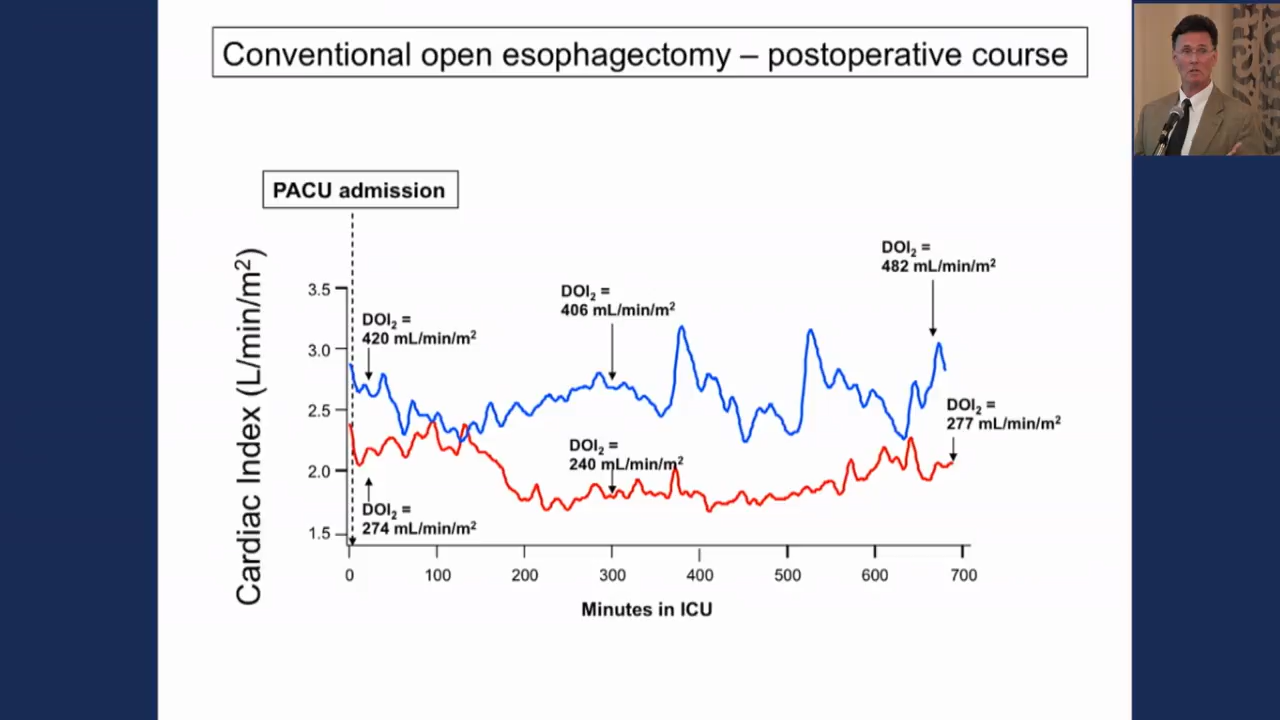 Conventional open esophagectomy – postoperative course
PACU admission
Cardiac Index (L/min/m²)
3.5
3.0
2.5
2.0
1.5
DOI₂ =
420 mL/min/m²
DOI₂ =
406 mL/min/m²
DOI₂ =
482 mL/min/m²
DOI₂ =
277 mL/min/m²
DOI₂ =
240 mL/min/m²
DOI₂ =
274 mL/min/m²
0 100 200 300 400 500 600 700
Minutes in ICU